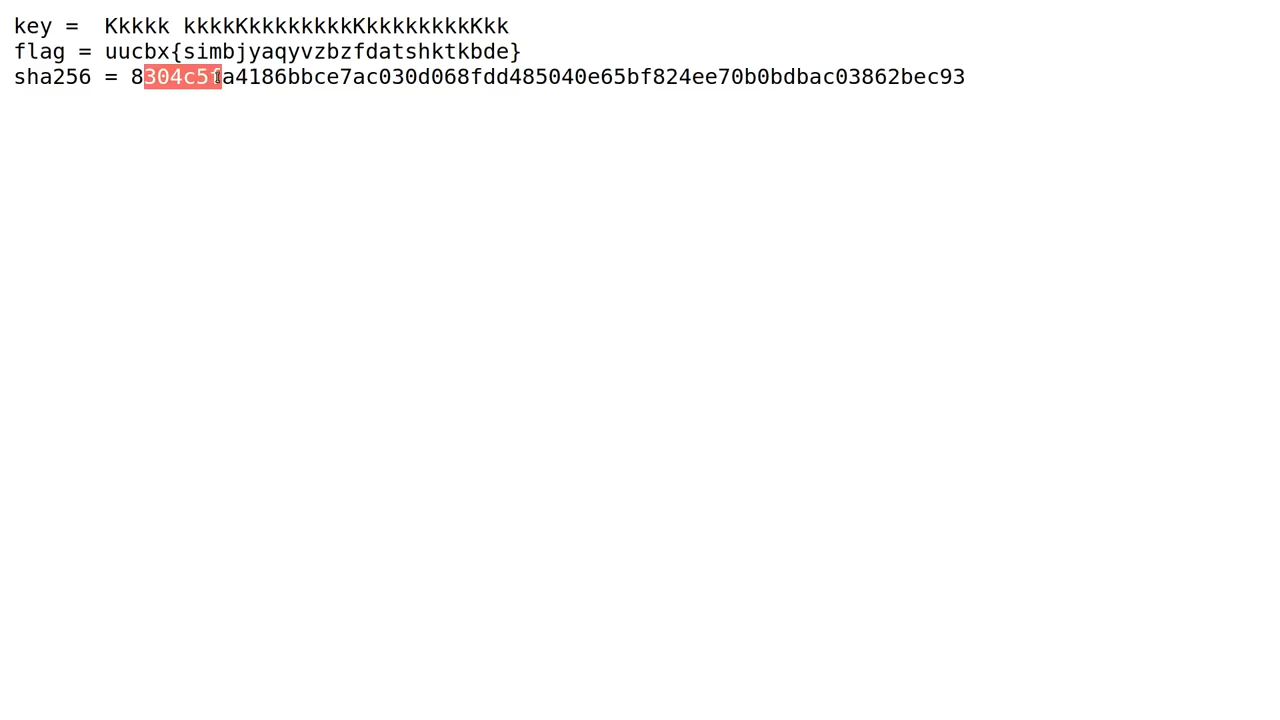 key =  Kkkkk kkkkKkkkkkkkkKkkkkkkkkKkk
flag = uucbx{simbjyaqyvzbzfdatshktkbde}
sha256 = 8304c5fa4186bbce7ac030d068fdd485040e65bf824ee70b0bdbac03862bec93